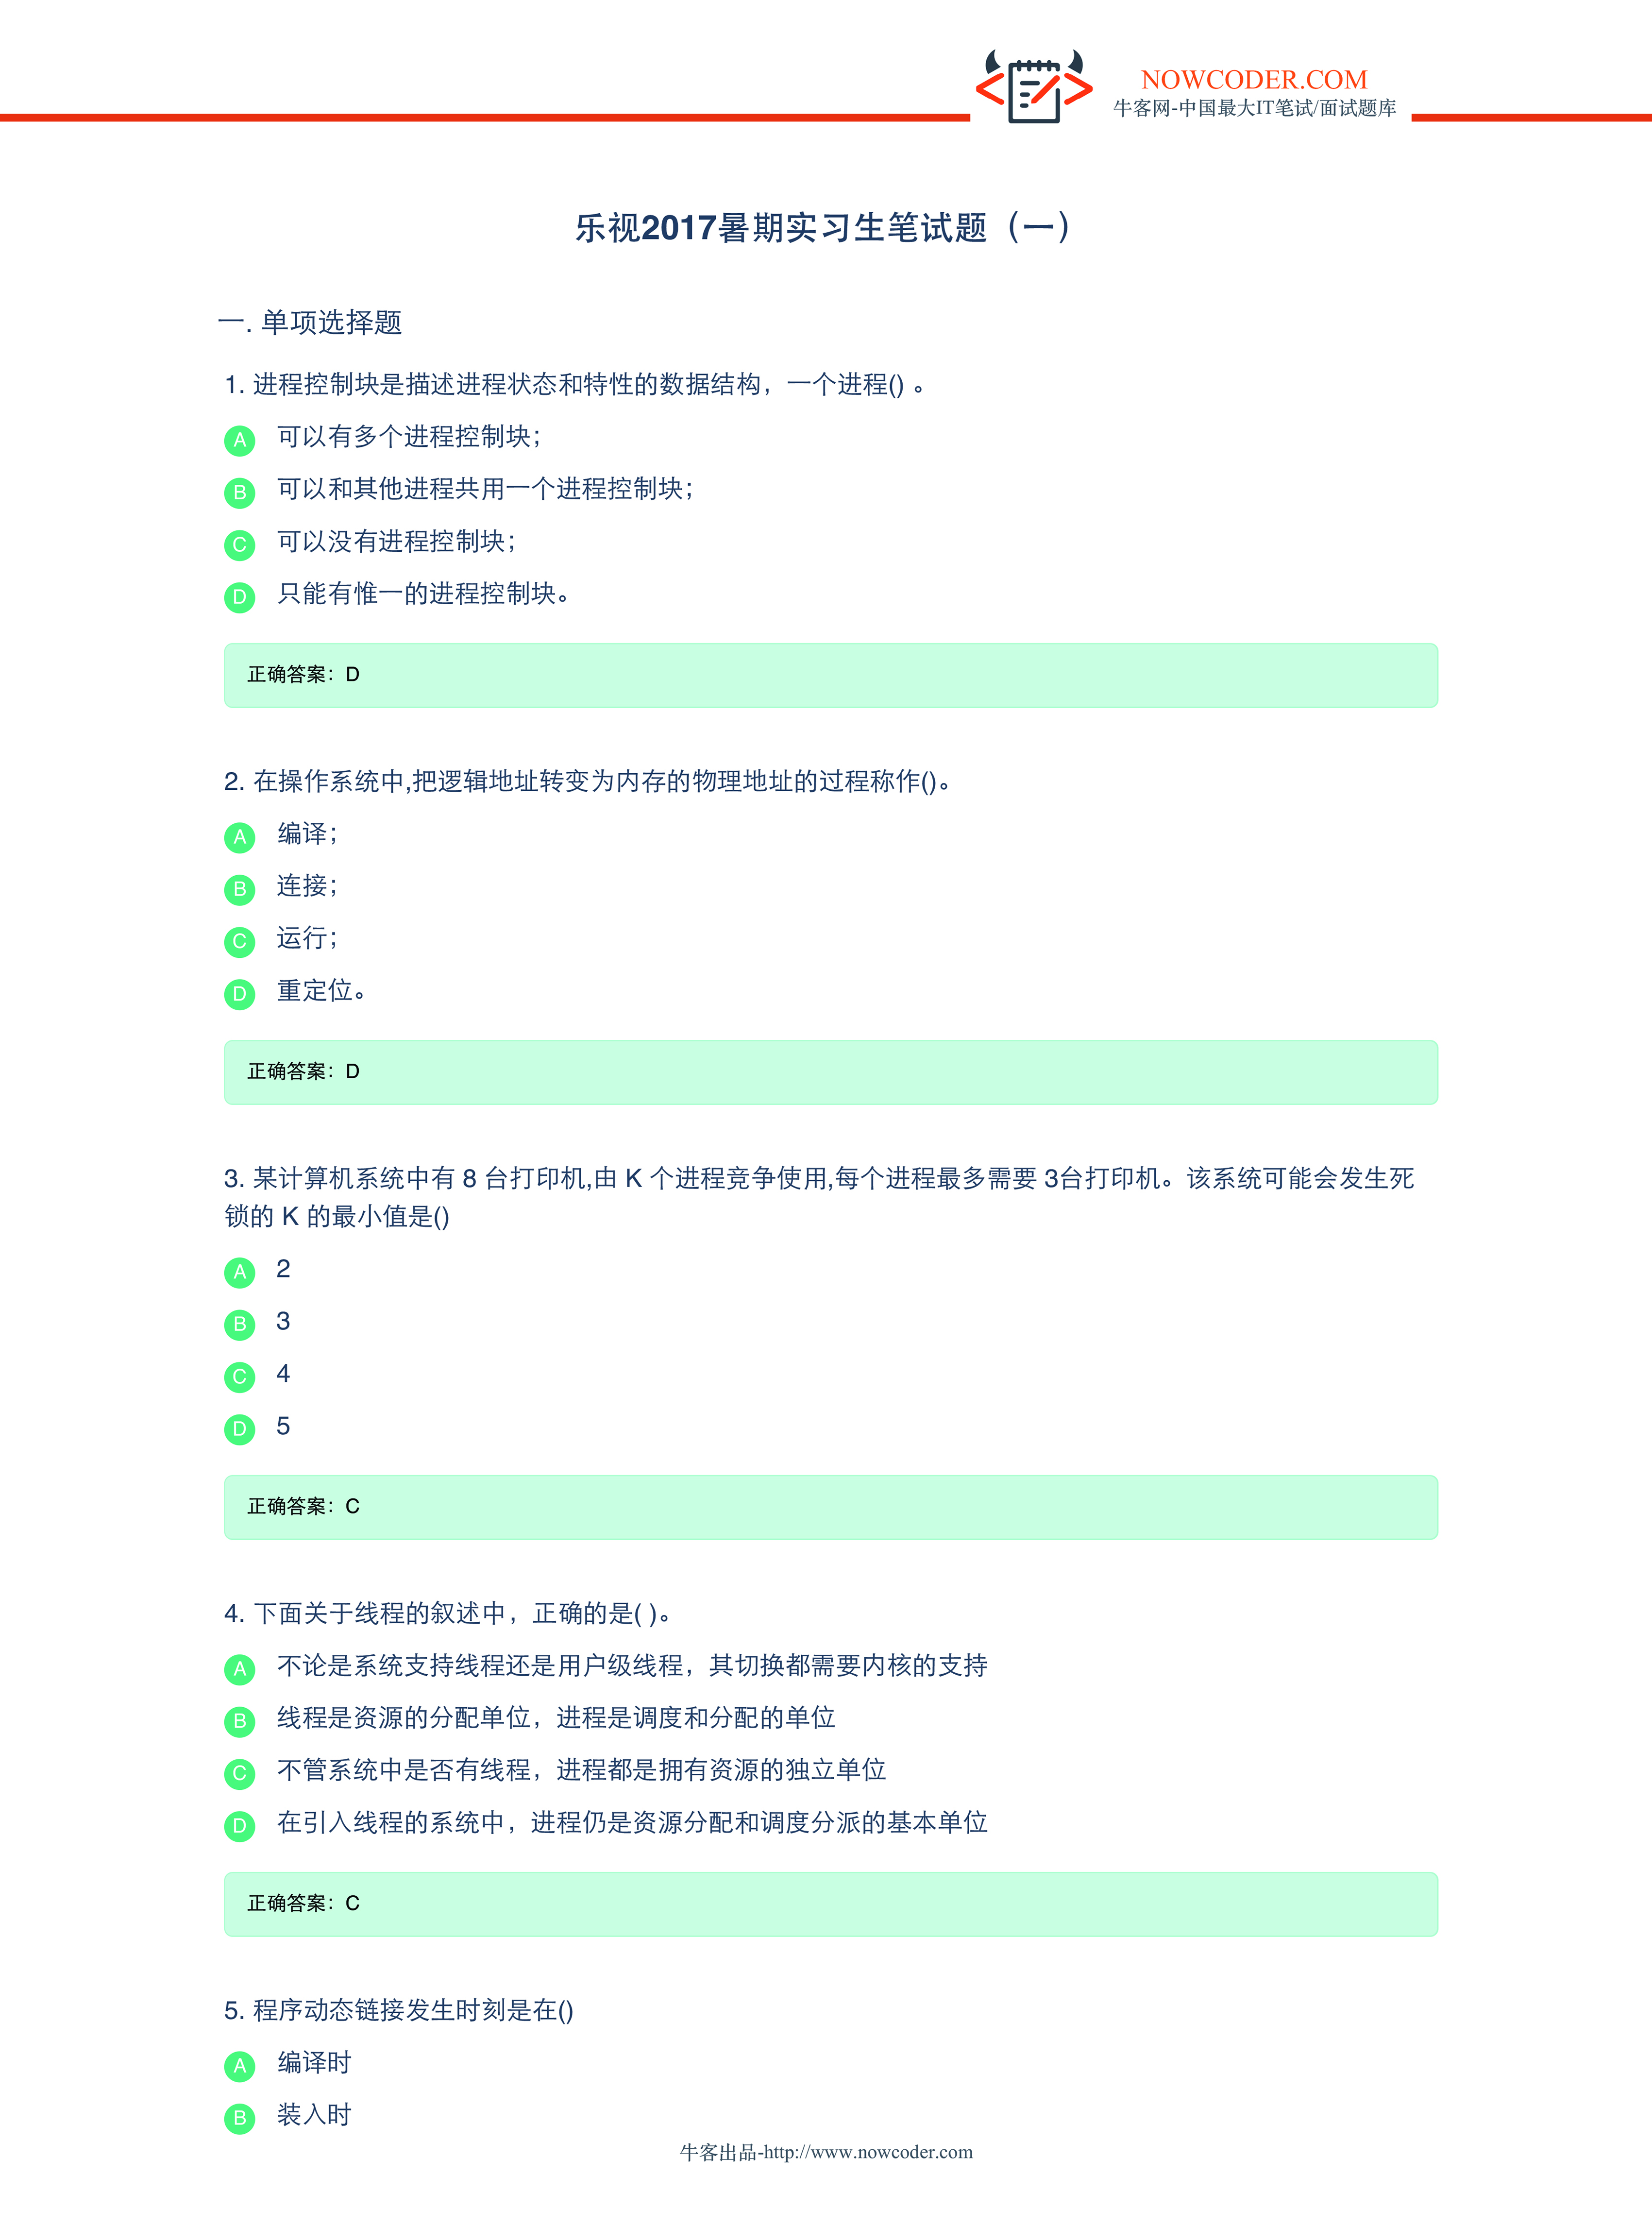 NOWCODER.COM
牛客网-中国最大IT笔试/面试题库
乐视2017暑期实习生笔试题（一）
一. 单项选择题
1. 进程控制块是描述进程状态和特性的数据结构，一个进程() 。
A 可以有多个进程控制块；
B 可以和其他进程共用一个进程控制块；
C 可以没有进程控制块；
D 只能有惟一的进程控制块。
正确答案：D
2. 在操作系统中,把逻辑地址转变为内存的物理地址的过程称作()。
A 编译；
B 连接；
C 运行；
D 重定位。
正确答案：D
3. 某计算机系统中有 8 台打印机,由 K 个进程竞争使用,每个进程最多需要 3台打印机。该系统可能会发生死
锁的 K 的最小值是()
A 2
B 3
C 4
D 5
正确答案：C
4. 下面关于线程的叙述中，正确的是( )。
A 不论是系统支持线程还是用户级线程，其切换都需要内核的支持
B 线程是资源的分配单位，进程是调度和分配的单位
C 不管系统中是否有线程，进程都是拥有资源的独立单位
D 在引入线程的系统中，进程仍是资源分配和调度分派的基本单位
正确答案：C
5. 程序动态链接发生时刻是在()
A 编译时
B 装入时
牛客出品-http://www.nowcoder.com